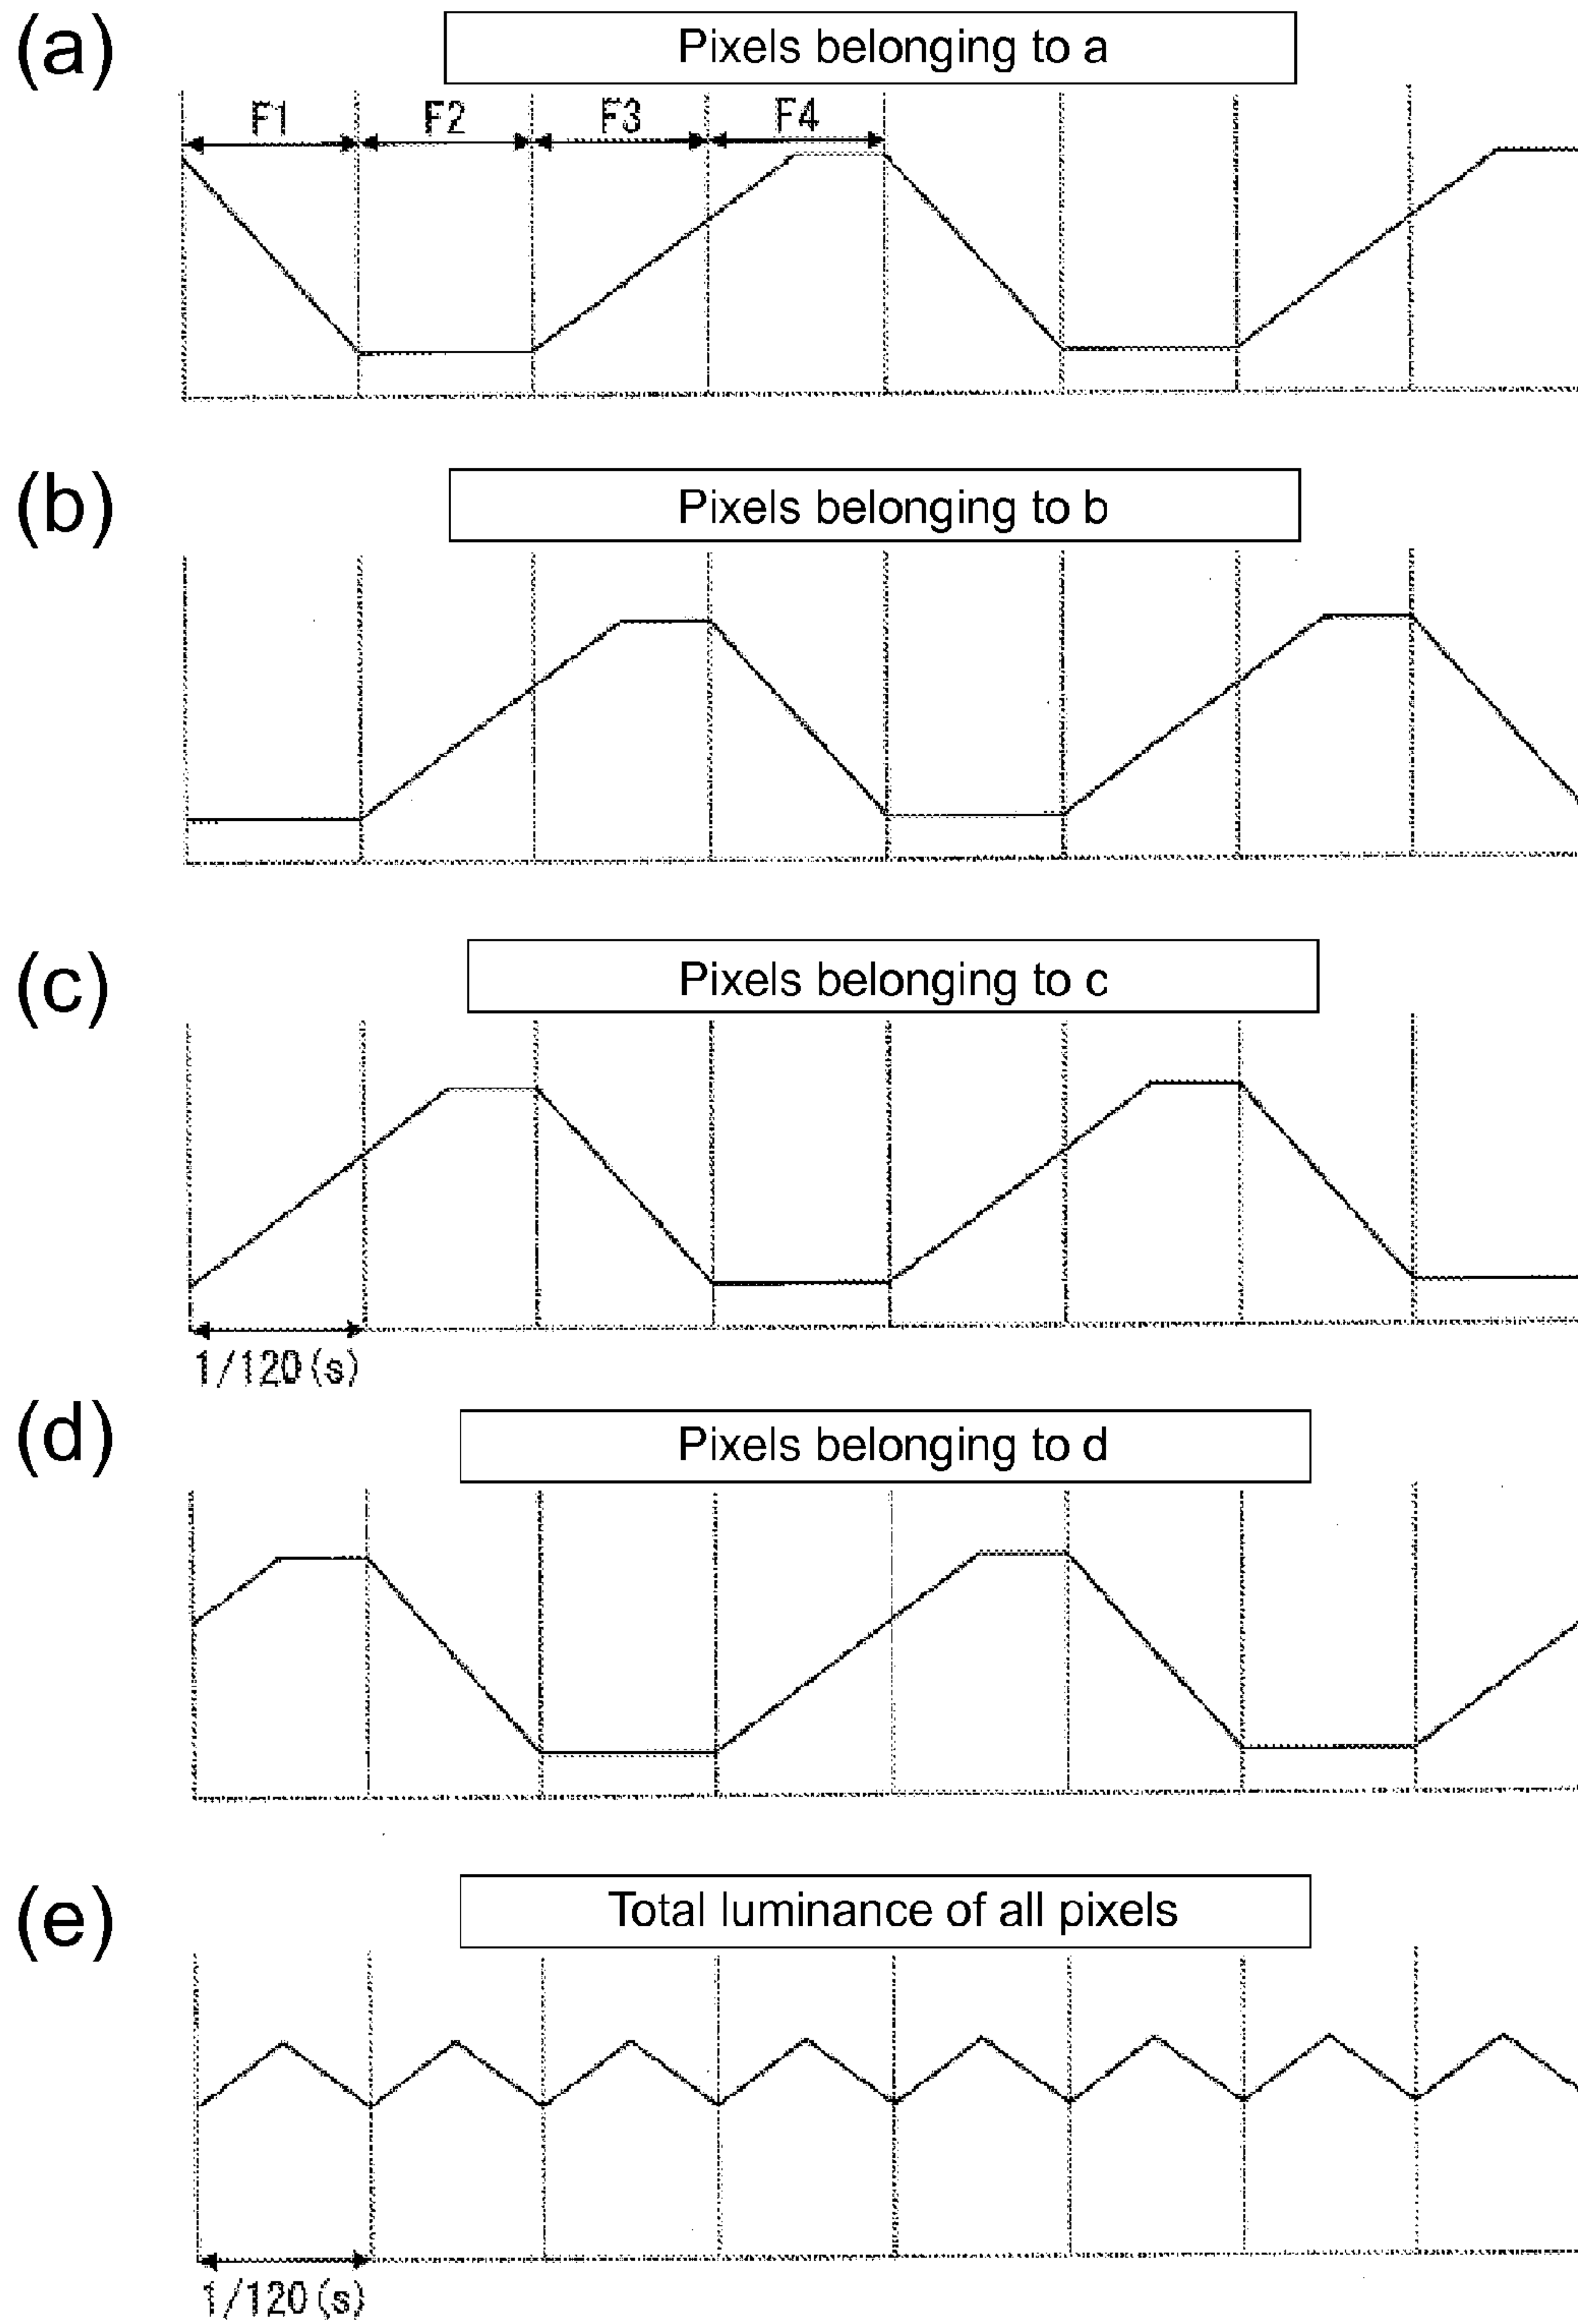 (a)
Pixels belonging to a
F1 F2 F3 F4
(b)
Pixels belonging to b
(c)
Pixels belonging to c
1/120(s)
(d)
Pixels belonging to d
(e)
Total luminance of all pixels
1/120(s)